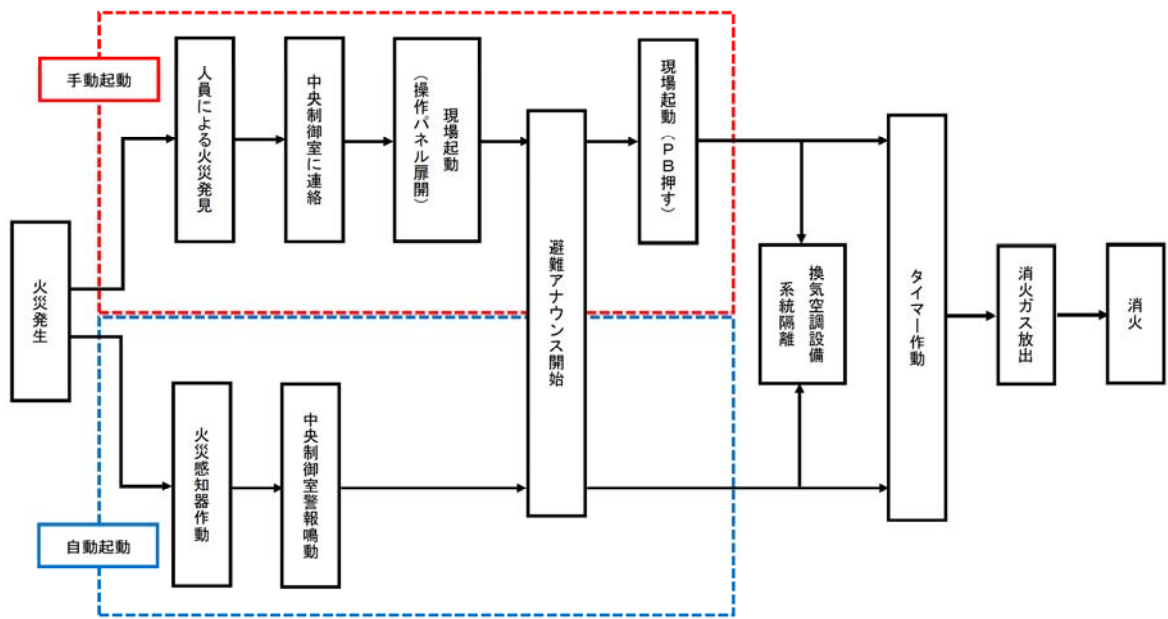 手動起動
人員による火災発見
中央制御室に連絡
現場起動
（操作パネル扉開）
現場起動（ＰＢ押す）
火災発生
避難アナウンス開始
換気空調設備
系統隔離
タイマー作動
消火ガス放出
消火
火災感知器作動
中央制御室警報鳴動
自動起動